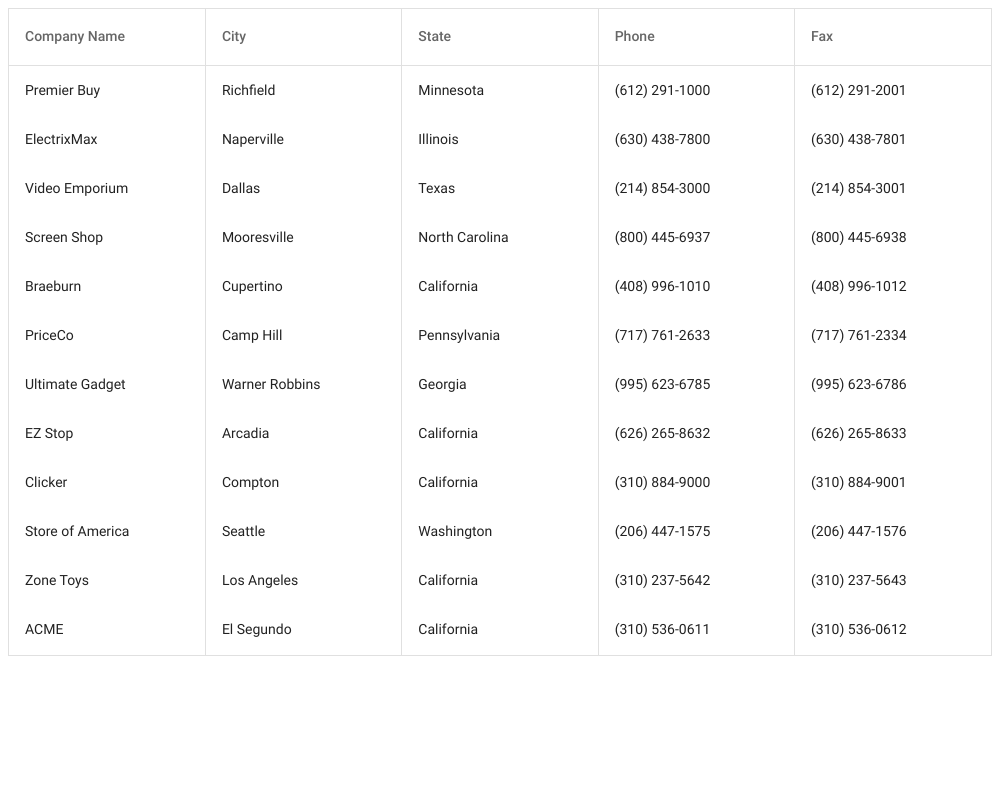 Company Name City State Phone Fax
Premier Buy Richfield Minnesota (612) 291-1000 (612) 291-2001
ElectrixMax Naperville Illinois (630) 438-7800 (630) 438-7801
Video Emporium Dallas Texas (214) 854-3000 (214) 854-3001
Screen Shop Mooresville North Carolina (800) 445-6937 (800) 445-6938
Braeburn Cupertino California (408) 996-1010 (408) 996-1012
PriceCo Camp Hill Pennsylvania (717) 761-2633 (717) 761-2334
Ultimate Gadget Warner Robbins Georgia (995) 623-6785 (995) 623-6786
EZ Stop Arcadia California (626) 265-8632 (626) 265-8633
Clicker Compton California (310) 884-9000 (310) 884-9001
Store of America Seattle Washington (206) 447-1575 (206) 447-1576
Zone Toys Los Angeles California (310) 237-5642 (310) 237-5643
ACME El Segundo California (310) 536-0611 (310) 536-0612